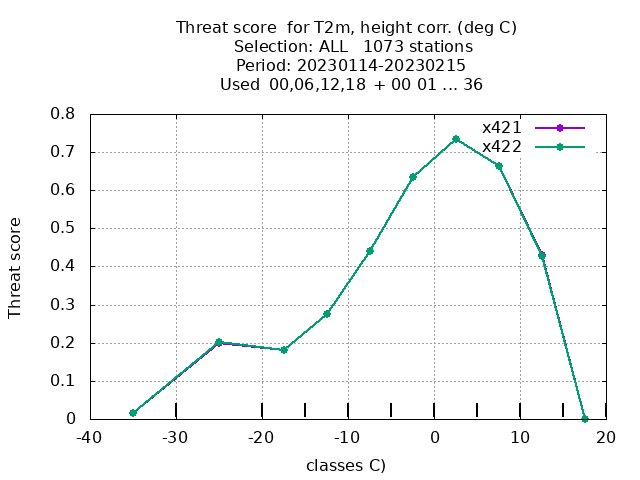 Threat score  for T2m, height corr. (deg C)
Selection: ALL   1073 stations
Period: 20230114-20230215
Used  00,06,12,18  + 00 01 ... 36
x421
x422
0.8
0.7
0.6
0.5
0.4
0.3
0.2
0.1
0
Threat score
-40 -30 -20 -10 0 10 20
classes C)